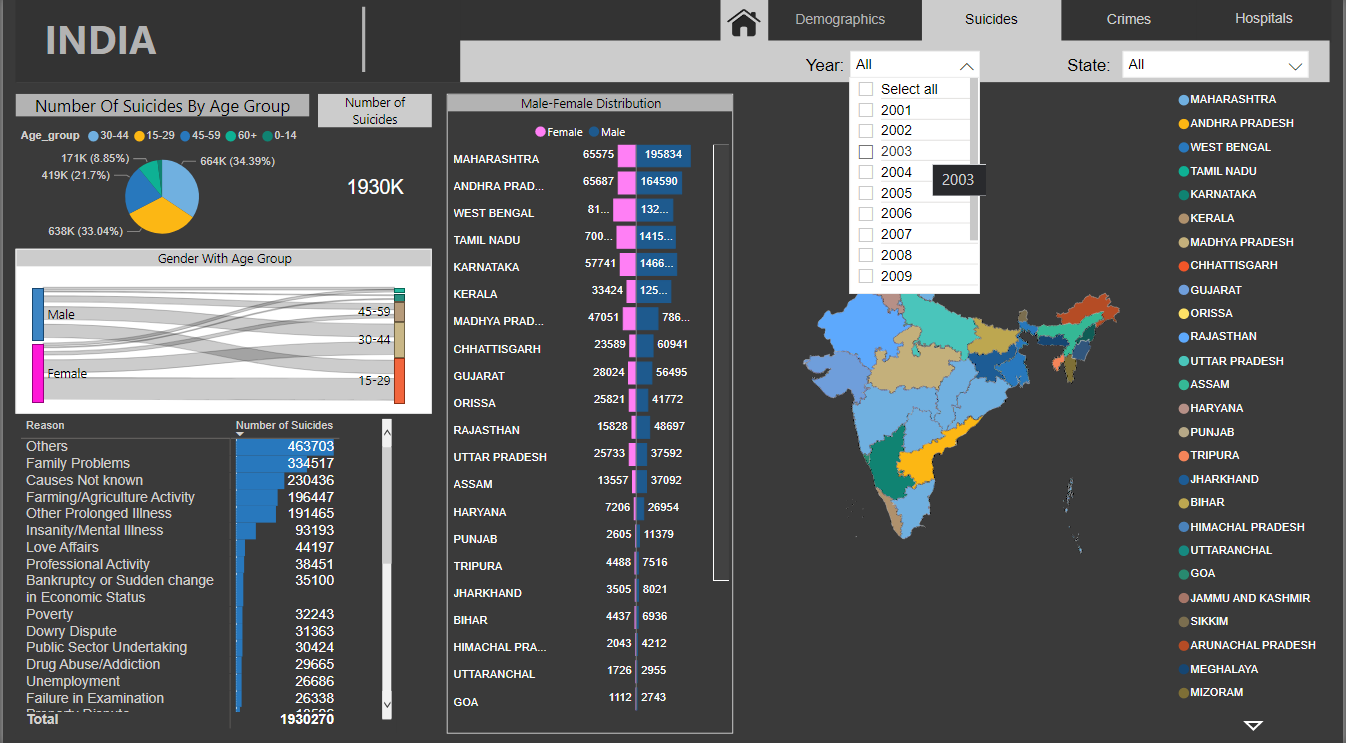 INDIA
Demographics
Suicides
Crimes
Hospitals
Year:
All
Select all
2001
2002
2003
2004
2003
2005
2006
2007
2008
2009
State:
All
Number Of Suicides By Age Group
Age_group 30-44 15-29 45-59 60+ 0-14
171K (8.85%)
664K (34.39%)
419K (21.7%)
638K (33.04%)
Number of
Suicides
1930K
Gender With Age Group
Male
Female
45-59
30-44
15-29
Reason Number of Suicides
Others 463703
Family Problems 334517
Causes Not known 230436
Farming/Agriculture Activity 196447
Other Prolonged Illness 191465
Insanity/Mental Illness 93193
Love Affairs 44197
Professional Activity 38451
Bankruptcy or Sudden change 35100
in Economic Status
Poverty 32243
Dowry Dispute 31363
Public Sector Undertaking 30424
Drug Abuse/Addiction 29665
Unemployment 26686
Failure in Examination 26338
Total 1930270
Male-Female Distribution
Female Male
MAHARASHTRA 65575 195834
ANDHRA PRAD... 65687 164590
WEST BENGAL 81... 132...
TAMIL NADU 700... 1415...
KARNATAKA 57741 1466...
KERALA 33424 125...
MADHYA PRAD... 47051 786...
CHHATTISGARH 23589 60941
GUJARAT 28024 56495
ORISSA 25821 41772
RAJASTHAN 15828 48697
UTTAR PRADESH 25733 37592
ASSAM 13557 37092
HARYANA 7206 26954
PUNJAB 2605 11379
TRIPURA 4488 7516
JHARKHAND 3505 8021
BIHAR 4437 6936
HIMACHAL PRA... 2043 4212
UTTARANCHAL 1726 2955
GOA 1112 2743
MAHARASHTRA
ANDHRA PRADESH
WEST BENGAL
TAMIL NADU
KARNATAKA
KERALA
MADHYA PRADESH
CHHATTISGARH
GUJARAT
ORISSA
RAJASTHAN
UTTAR PRADESH
ASSAM
HARYANA
PUNJAB
TRIPURA
JHARKHAND
BIHAR
HIMACHAL PRADESH
UTTARANCHAL
GOA
JAMMU AND KASHMIR
SIKKIM
ARUNACHAL PRADESH
MEGHALAYA
MIZORAM